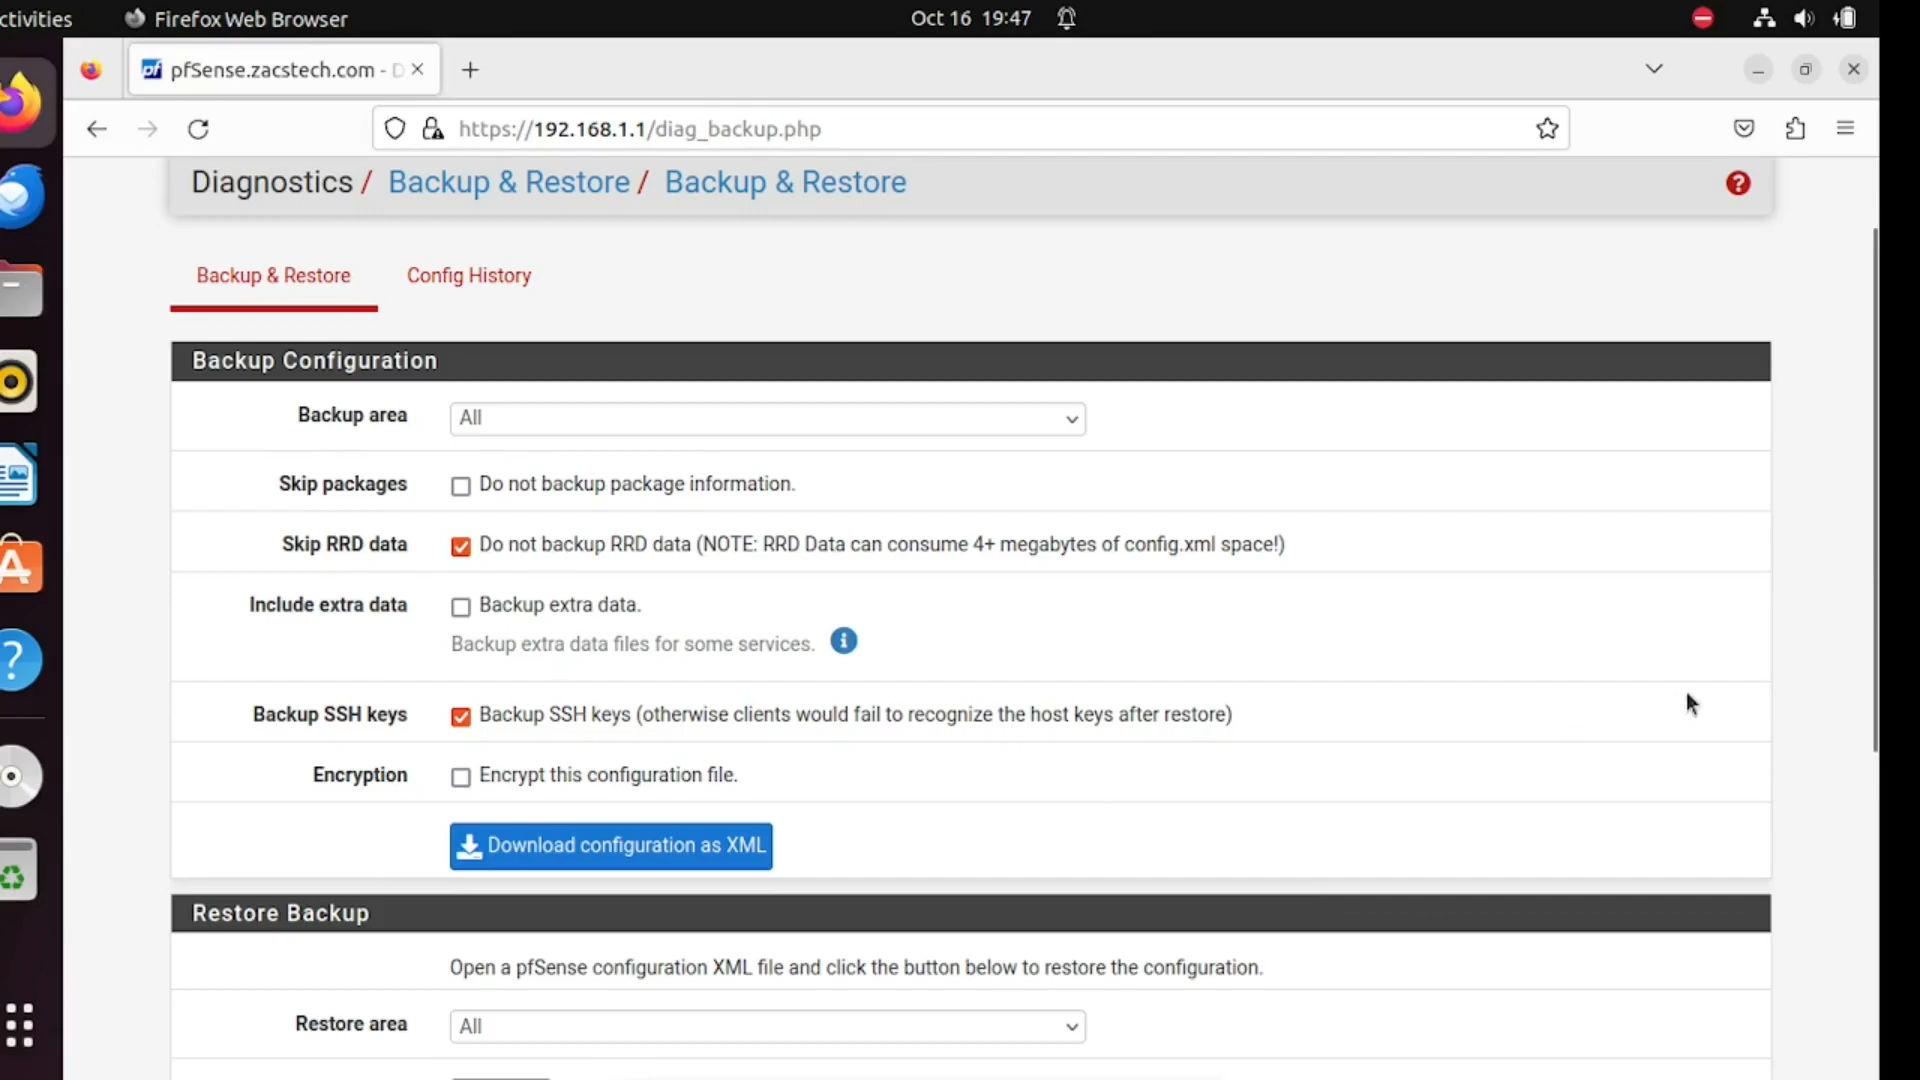 ctivities
Firefox Web Browser
Oct 16 19:47
pf pfSense.zacstech.com - D
https://192.168.1.1/diag_backup.php
Diagnostics / Backup & Restore / Backup & Restore
?
Backup & Restore
Config History
Backup Configuration
Backup area
All
Skip packages
Do not backup package information.
Skip RRD data
Do not backup RRD data (NOTE: RRD Data can consume 4+ megabytes of config.xml space!)
Include extra data
Backup extra data.
Backup extra data files for some services.
i
Backup SSH keys
Backup SSH keys (otherwise clients would fail to recognize the host keys after restore)
Encryption
Encrypt this configuration file.
Download configuration as XML
Restore Backup
Open a pfSense configuration XML file and click the button below to restore the configuration.
Restore area
All